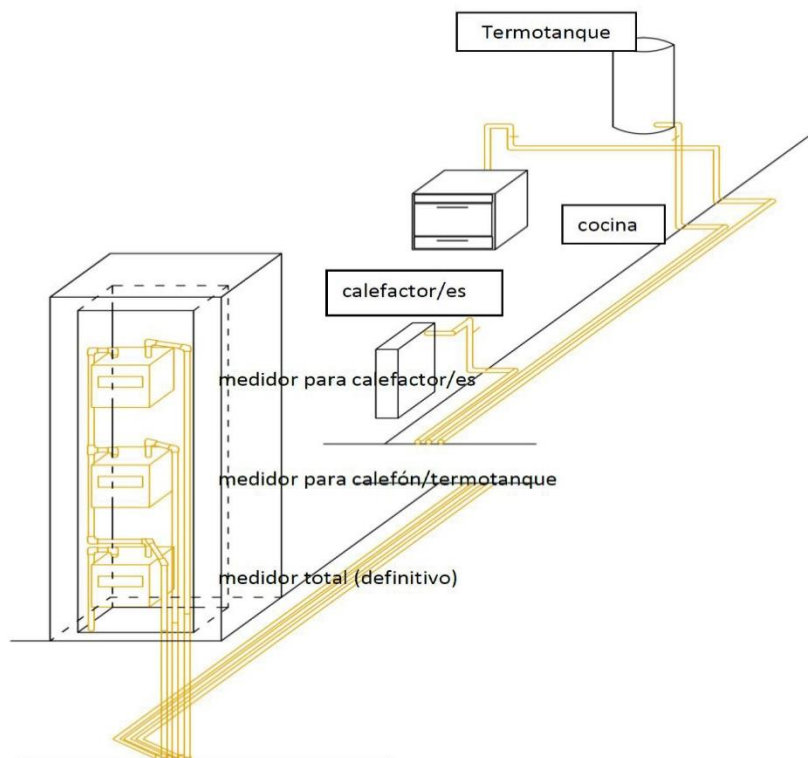 Termotanque
cocina
calefactor/es
medidor para calefactor/es
medidor para calefón/termotanque
medidor total (definitivo)